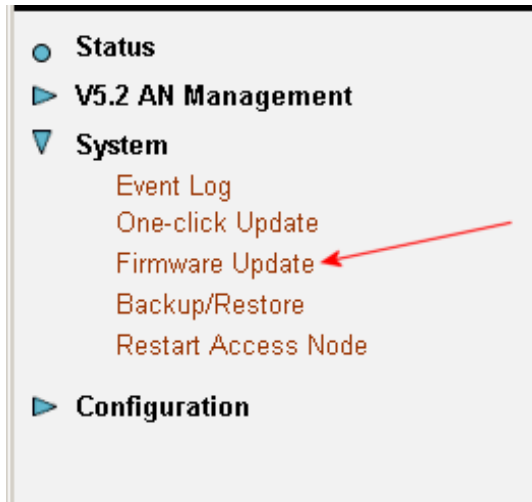 Status
V5.2 AN Management
System
Event Log
One-click Update
Firmware Update
Backup/Restore
Restart Access Node
Configuration